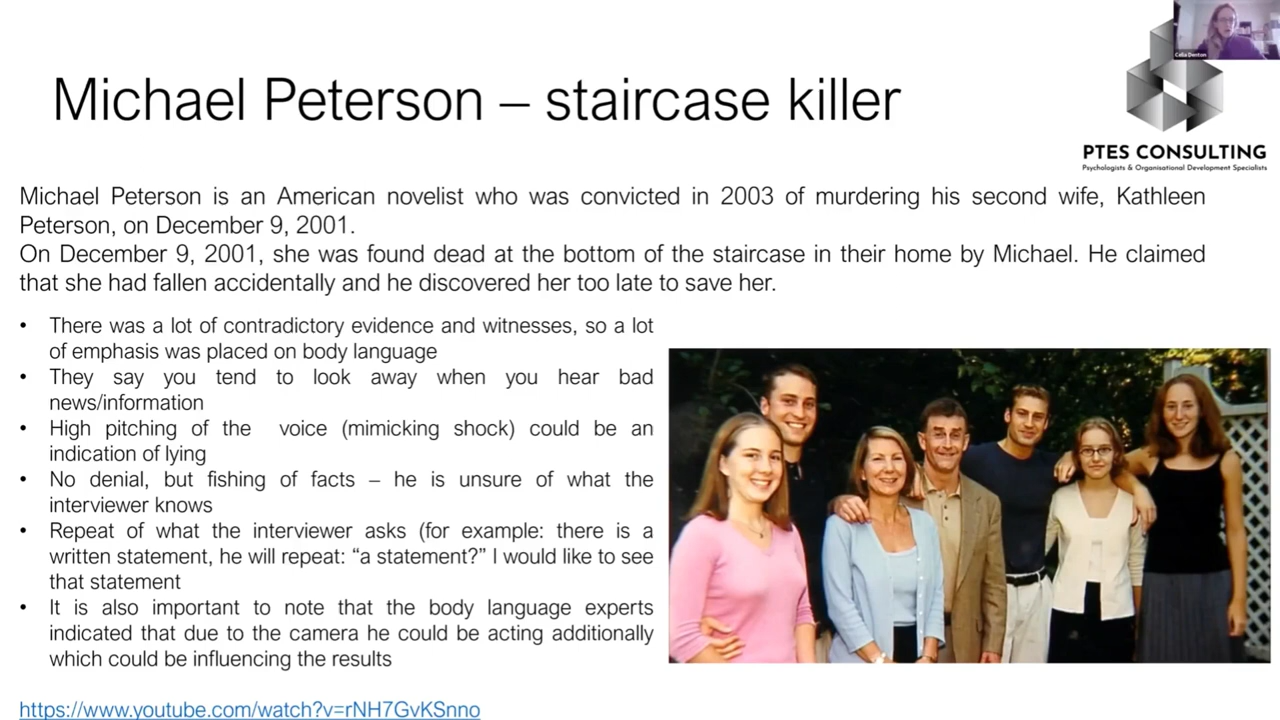 Celia Denton
Michael Peterson – staircase killer
PTES CONSULTING
Psychologists & Organisational Development Specialists
Michael Peterson is an American novelist who was convicted in 2003 of murdering his second wife, Kathleen
Peterson, on December 9, 2001.
On December 9, 2001, she was found dead at the bottom of the staircase in their home by Michael. He claimed
that she had fallen accidentally and he discovered her too late to save her.
• There was a lot of contradictory evidence and witnesses, so a lot
of emphasis was placed on body language
• They say you tend to look away when you hear bad
news/information
• High pitching of the voice (mimicking shock) could be an
indication of lying
• No denial, but fishing of facts – he is unsure of what the
interviewer knows
• Repeat of what the interviewer asks (for example: there is a
written statement, he will repeat: “a statement?” I would like to see
that statement
• It is also important to note that the body language experts
indicated that due to the camera he could be acting additionally
which could be influencing the results
https://www.youtube.com/watch?v=rNH7GvKSnno